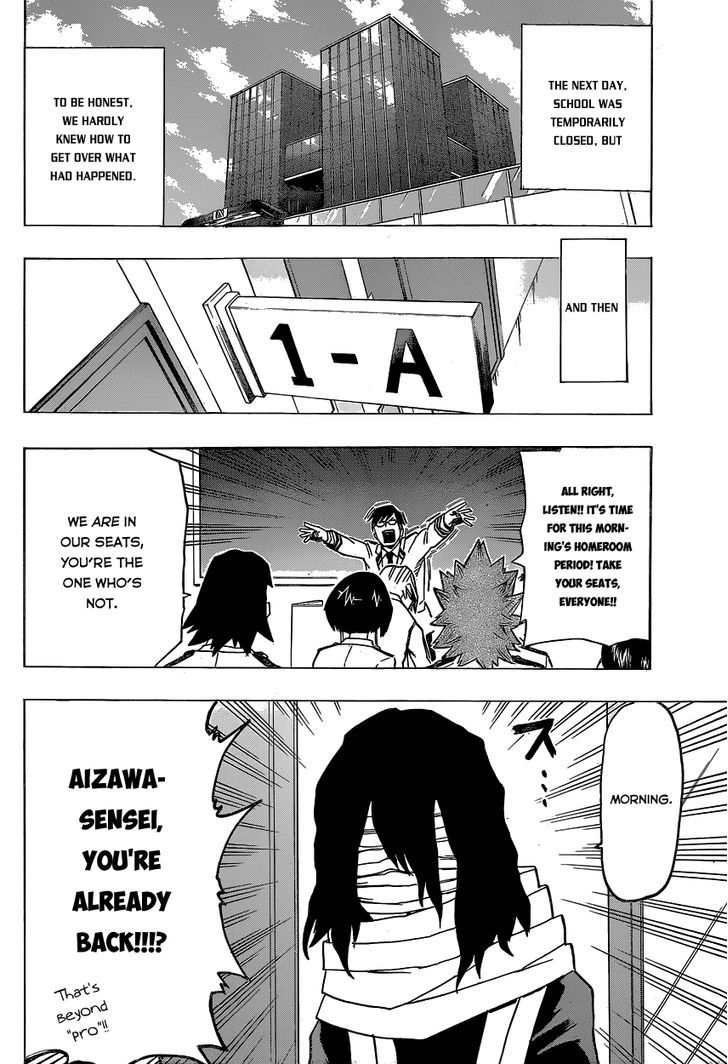 THE NEXT DAY,
SCHOOL WAS
TEMPORARILY
CLOSED, BUT
TO BE HONEST,
WE HARDLY
KNEW HOW TO
GET OVER WHAT
HAD HAPPENED.
AND THEN
1-A
ALL RIGHT,
LISTEN!! IT'S TIME
FOR THIS MORN-
ING'S HOMEROOM
PERIOD! TAKE
YOUR SEATS,
EVERYONE!!
WE ARE IN
OUR SEATS,
YOU'RE THE
ONE WHO'S
NOT.
MORNING.
ス
AIZAWA-
SENSEI,
YOU'RE
ALREADY
BACK!!!?
That's
Beyond
"pro"!!